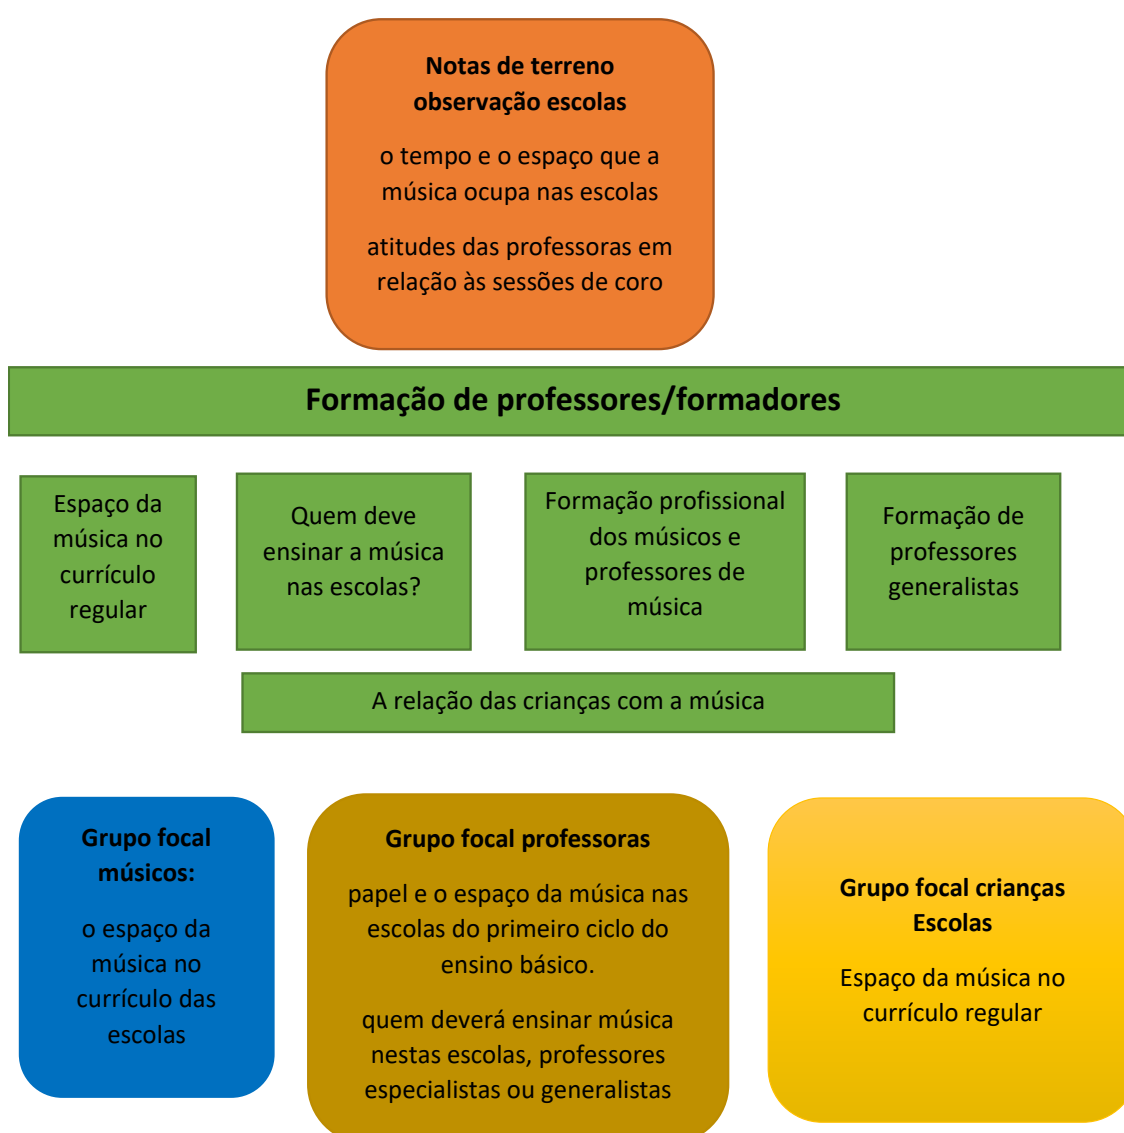 Notas de terreno
observação escolas
o tempo e o espaço que a
música ocupa nas escolas
atitudes das professoras em
relação às sessões de coro
Formação de professores/formadores
Espaço da
música no
currículo
regular
Quem deve
ensinar a música
nas escolas?
Formação profissional
dos músicos e
professores de
música
Formação de
professores
generalistas
A relação das crianças com a música
Grupo focal
músicos:
o espaço da
música no
currículo das
escolas
Grupo focal professoras
papel e o espaço da música nas
escolas do primeiro ciclo do
ensino básico.
quem deverá ensinar música
nestas escolas, professores
especialistas ou generalistas
Grupo focal crianças
Escolas
Espaço da música no
currículo regular